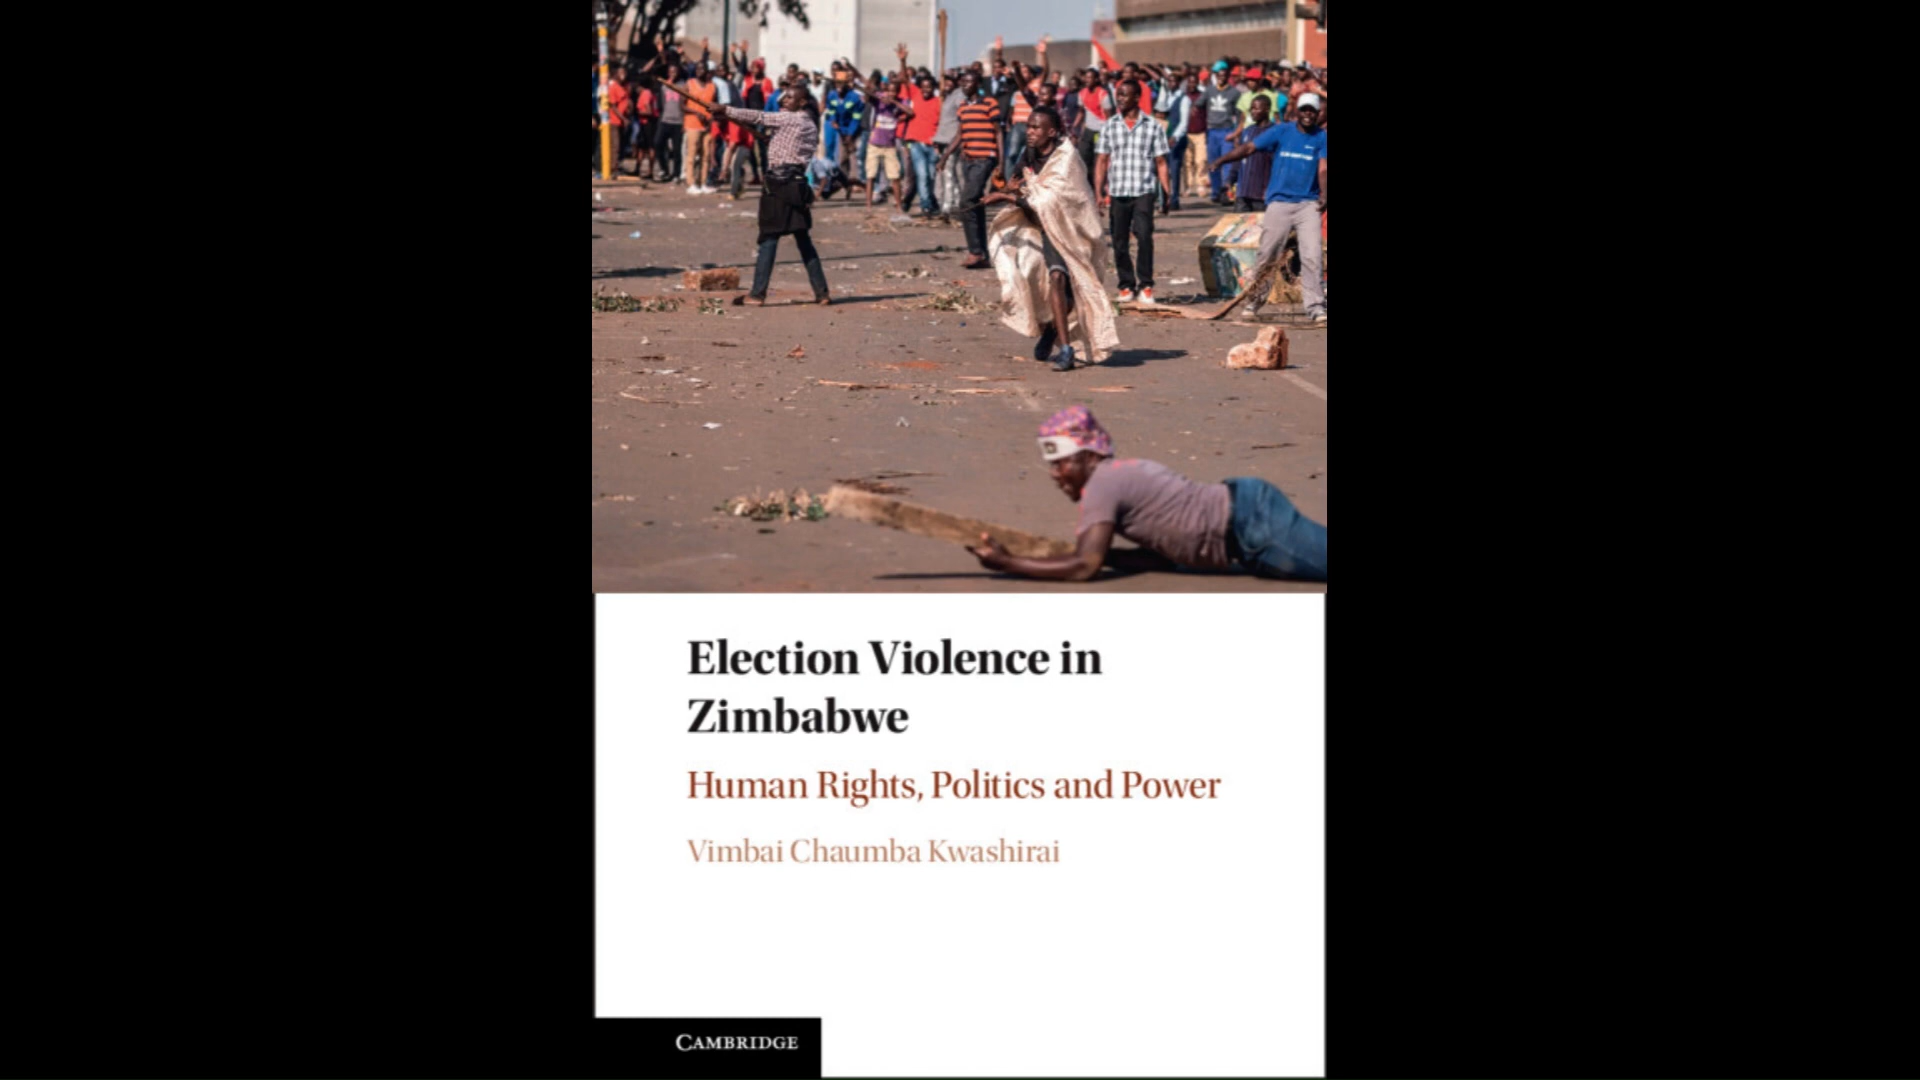 Election Violence in
Zimbabwe
Human Rights, Politics and Power
Vimbai Chaumba Kwashirai
CAMBRIDGE